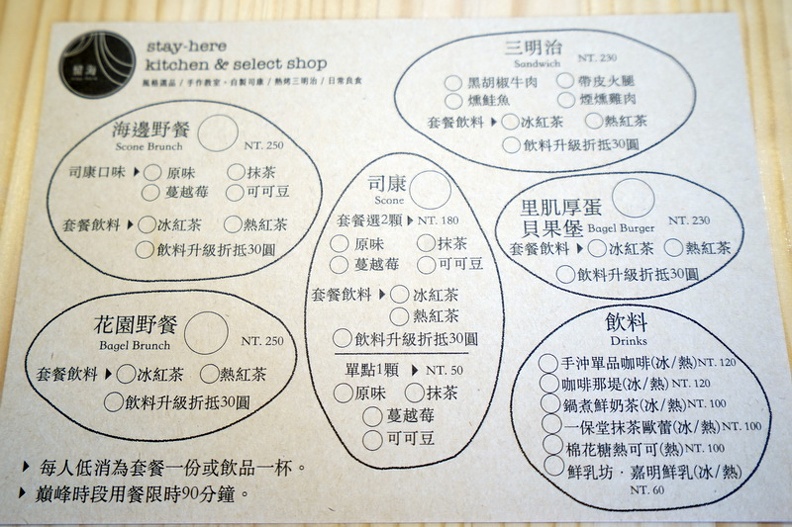 盤海
stay-here
kitchen & select shop
風格選品 / 手作教室・自製司康 / 熱烤三明治 / 日常良食
海邊野餐
Scone Brunch
NT. 250
司康口味 原味 抹茶
蔓越莓 可可豆
套餐飲料 冰紅茶 熱紅茶
飲料升級折抵30圓
花園野餐
Bagel Brunch
NT. 250
套餐飲料 冰紅茶 熱紅茶
飲料升級折抵30圓
每人低消為套餐一份或飲品一杯。
巔峰時段用餐限時90分鐘。
司康
Scone
套餐選2顆 NT. 180
原味 抹茶
蔓越莓 可可豆
套餐飲料 冰紅茶
熱紅茶
飲料升級折抵30圓
單點1顆 NT. 50
原味 抹茶
蔓越莓
可可豆
三明治
Sandwich
NT. 230
黑胡椒牛肉 帶皮火腿
燻鮭魚 煙燻雞肉
套餐飲料 冰紅茶 熱紅茶
飲料升級折抵30圓
里肌厚蛋
貝果堡 Bagel Burger
NT. 230
套餐飲料 冰紅茶 熱紅茶
飲料升級折抵30圓
飲料
Drinks
手沖單品咖啡(冰/熱) NT. 120
咖啡那堤(冰/熱) NT. 120
鍋煮鮮奶茶(冰/熱) NT. 100
一保堂抹茶歐蕾(冰/熱) NT. 100
棉花糖熱可可(熱) NT. 100
鮮乳坊・嘉明鮮乳(冰/熱)
NT. 60